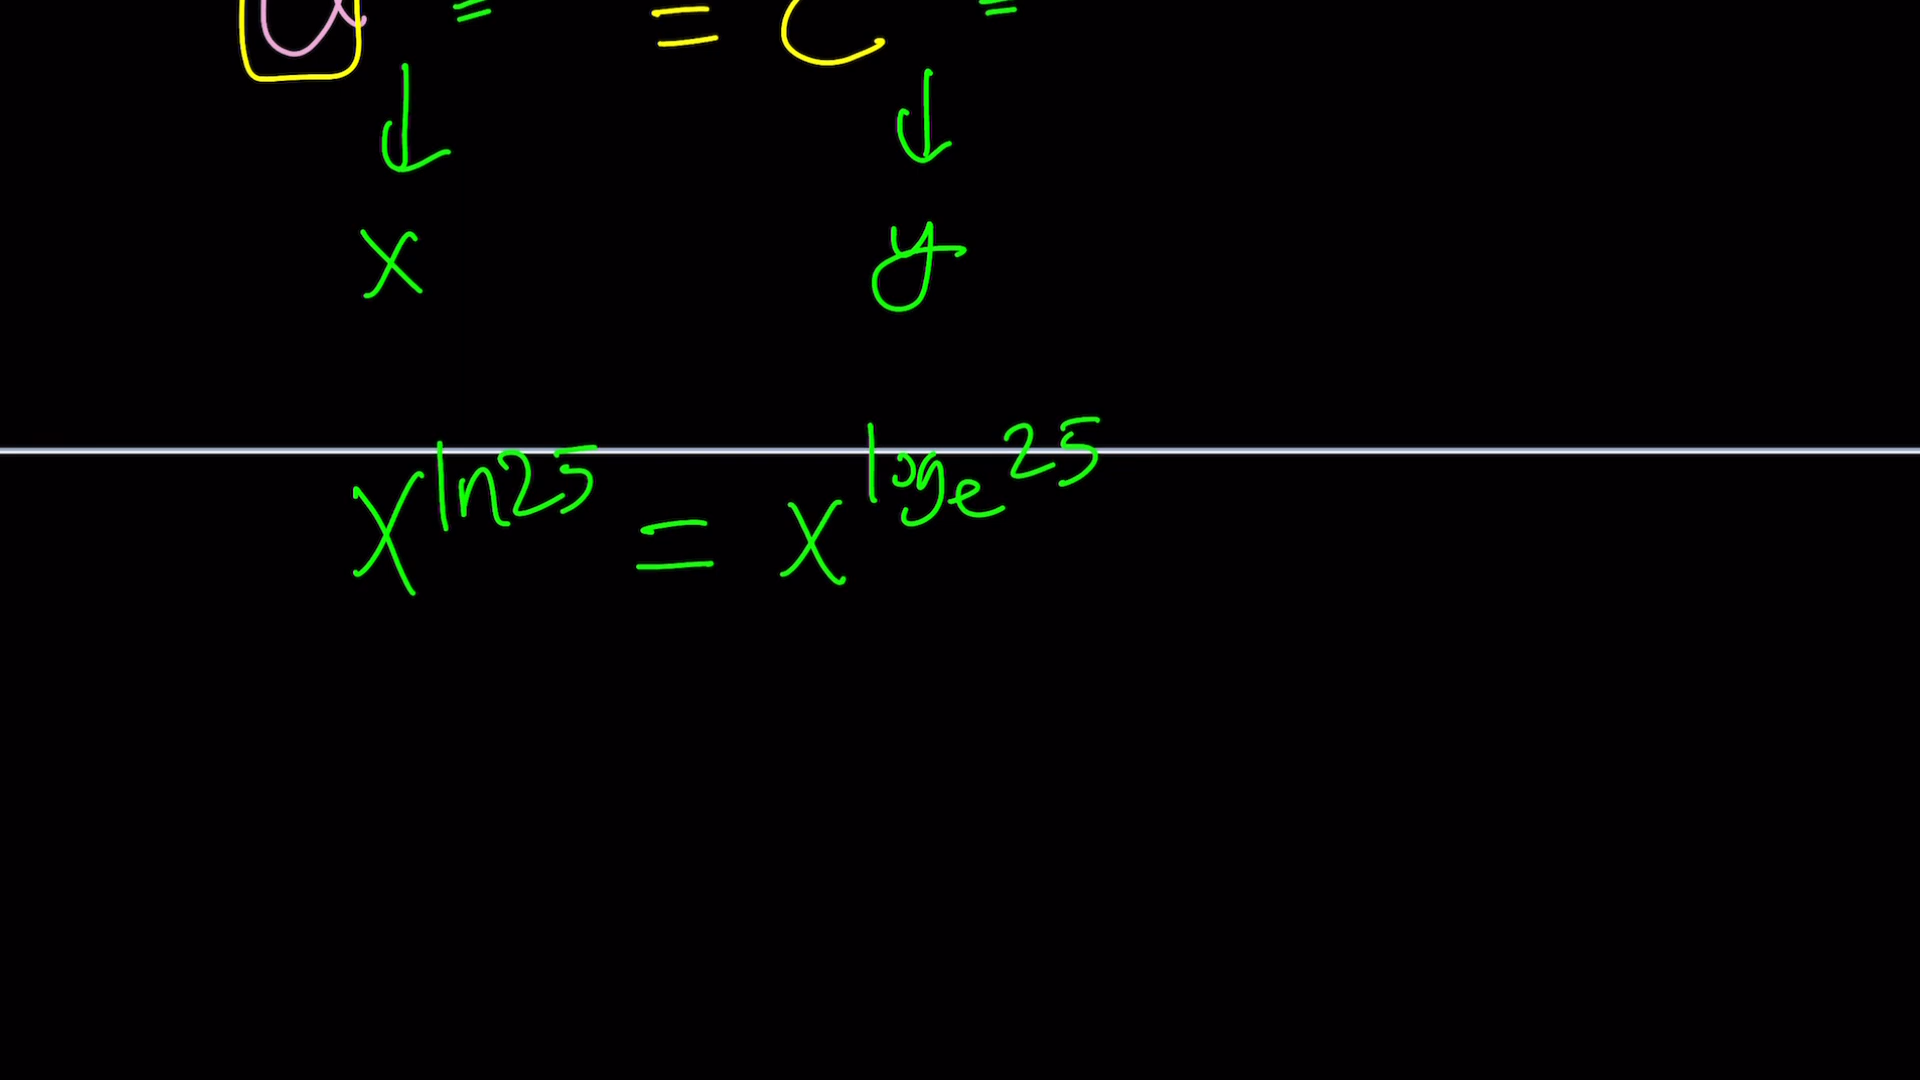 a = = c =
↓ ↓
x y
x^ln25 = x^log_e 25